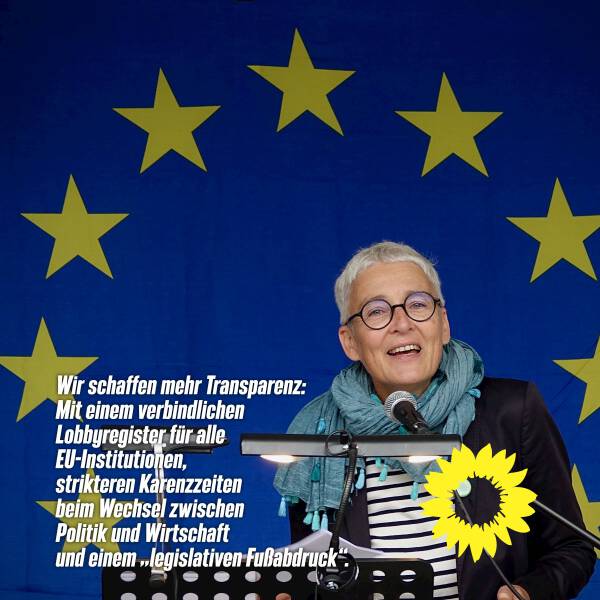 Wir schaffen mehr Transparenz:
Mit einem verbindlichen
Lobbyregister für alle
EU-Institutionen,
strikteren Karenzzeiten
beim Wechsel zwischen
Politik und Wirtschaft
und einem „legislativen Fußabdruck“.